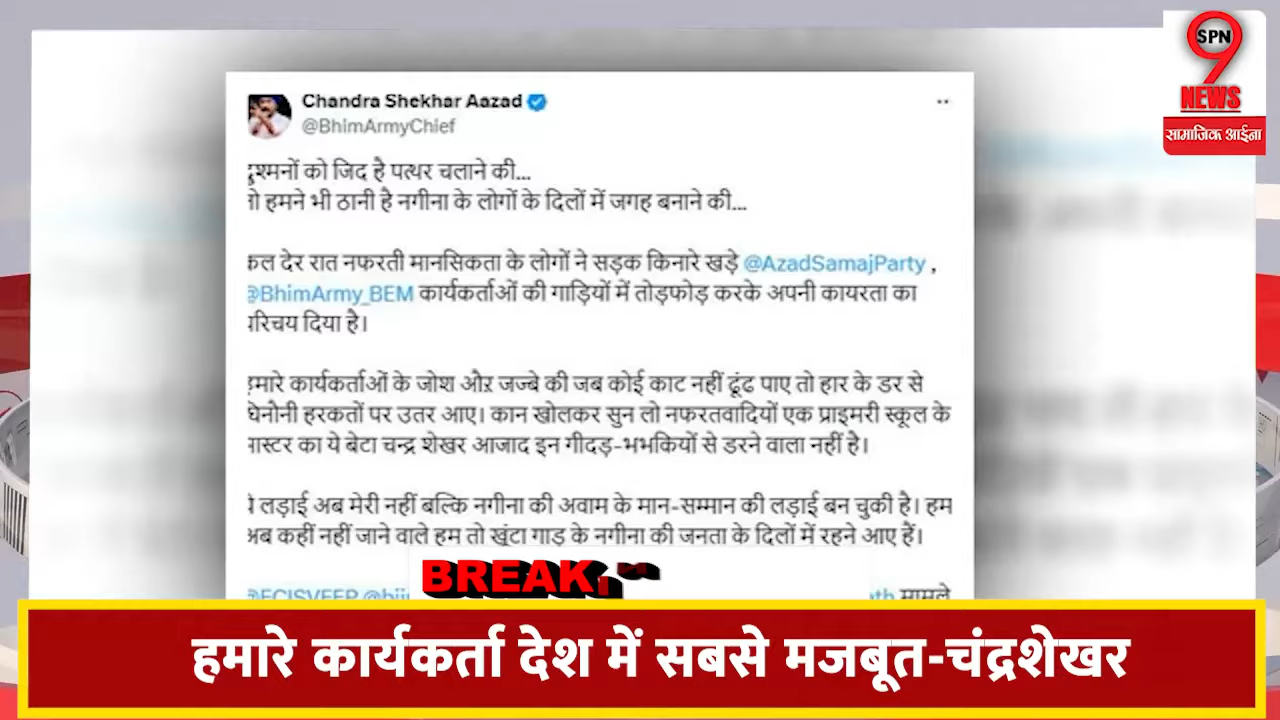 SPN
9
NEWS
सामाजिक आईना
Chandra Shekhar Aazad
@BhimArmyChief
दुश्मनों को जिद है पत्थर चलाने की...
हमने भी ठानी है नगीना के लोगों के दिलों में जगह बनाने की...
कल देर रात नफरती मानसिकता के लोगों ने सड़क किनारे खड़े @AzadSamajParty ,
@BhimArmy_BEM कार्यकर्ताओं की गाड़ियों में तोड़फोड़ करके अपनी कायरता का
परिचय दिया है।
हमारे कार्यकर्ताओं के जोश औऱ जज्बे की जब कोई काट नहीं ढूंढ पाए तो हार के डर से
घिनौनी हरकतों पर उतर आए। कान खोलकर सुन लो नफरतवादियों एक प्राइमरी स्कूल के
मास्टर का ये बेटा चन्द्र शेखर आजाद इन गीदड़-भभकियों से डरने वाला नहीं है।
ये लड़ाई अब मेरी नहीं बल्कि नगीना की अवाम के मान-सम्मान की लड़ाई बन चुकी है। हम
अब कहीं नहीं जाने वाले हम तो खूंटा गाड़ के नगीना की जनता के दिलों में रहने आए हैं।
@ECISVEEP मामले
BREAK
हमारे कार्यकर्ता देश में सबसे मजबूत-चंद्रशेखर